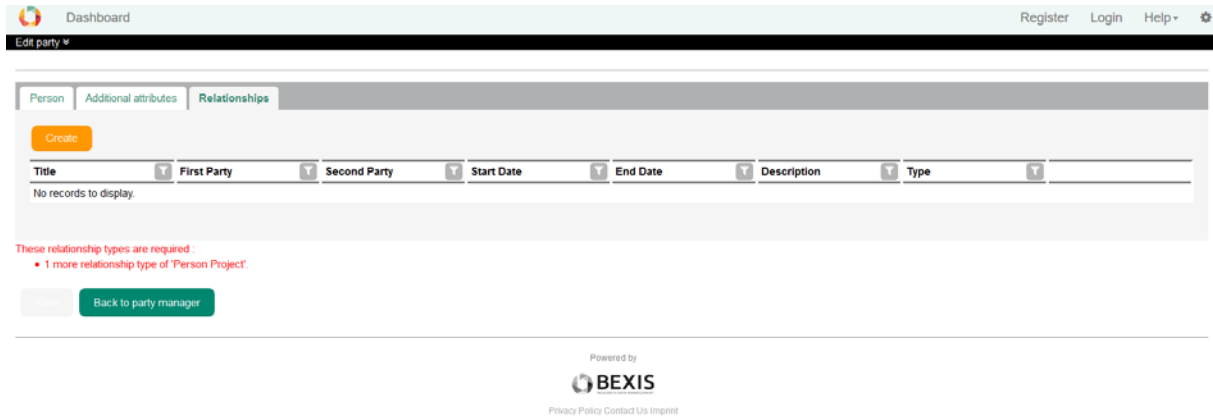 Dashboard Register Login Help
Edit party
Person Additional attributes Relationships
Create
Title First Party Second Party Start Date End Date Description Type
No records to display.
These relationship types are required :
• 1 more relationship type of 'Person Project'.
Back to party manager
Powered by
BEXIS
Privacy Policy Contact Us Imprint